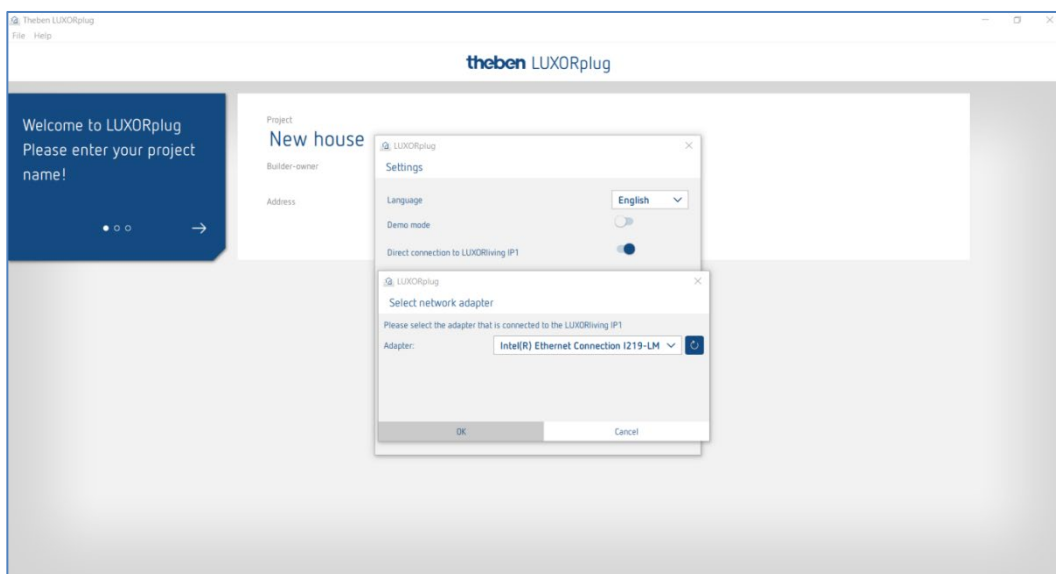 Theben LUXORplug
File Help
theben LUXORplug
Welcome to LUXORplug
Please enter your project
name!
Project
New house
Builder-owner
Address
LUXORplug
Settings
Language English
Demo mode
Direct connection to LUXORliving IP1
LUXORplug
Select network adapter
Please select the adapter that is connected to the LUXORliving IP1
Adapter: Intel(R) Ethernet Connection I219-LM
OK Cancel